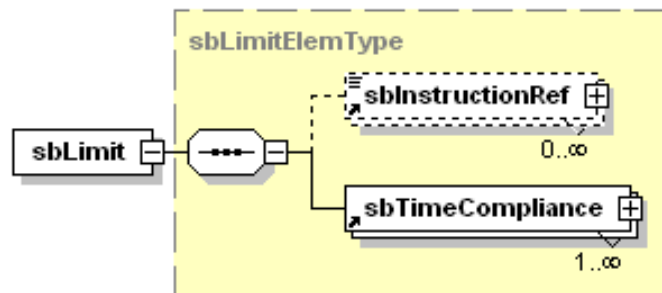 sbLimitElemType
sbInstructionRef
0..∞
sbLimit
sbTimeCompliance
1..∞